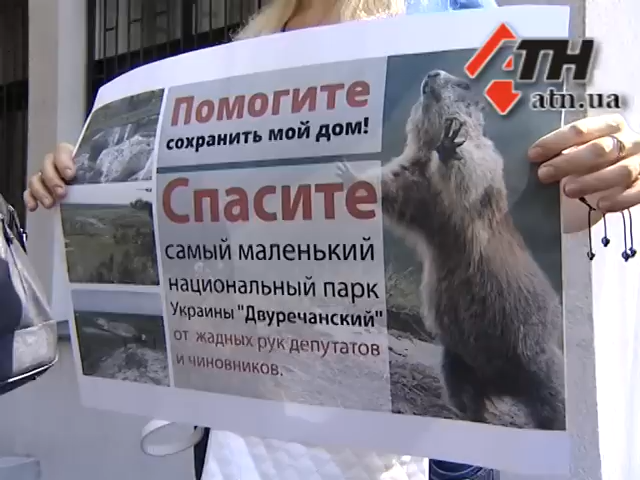 АТН
atn.ua
Помогите
сохранить мой дом!
Спасите
самый маленький
национальный парк
Украины "Двуречанский"
от жадных рук депутатов
и чиновников.